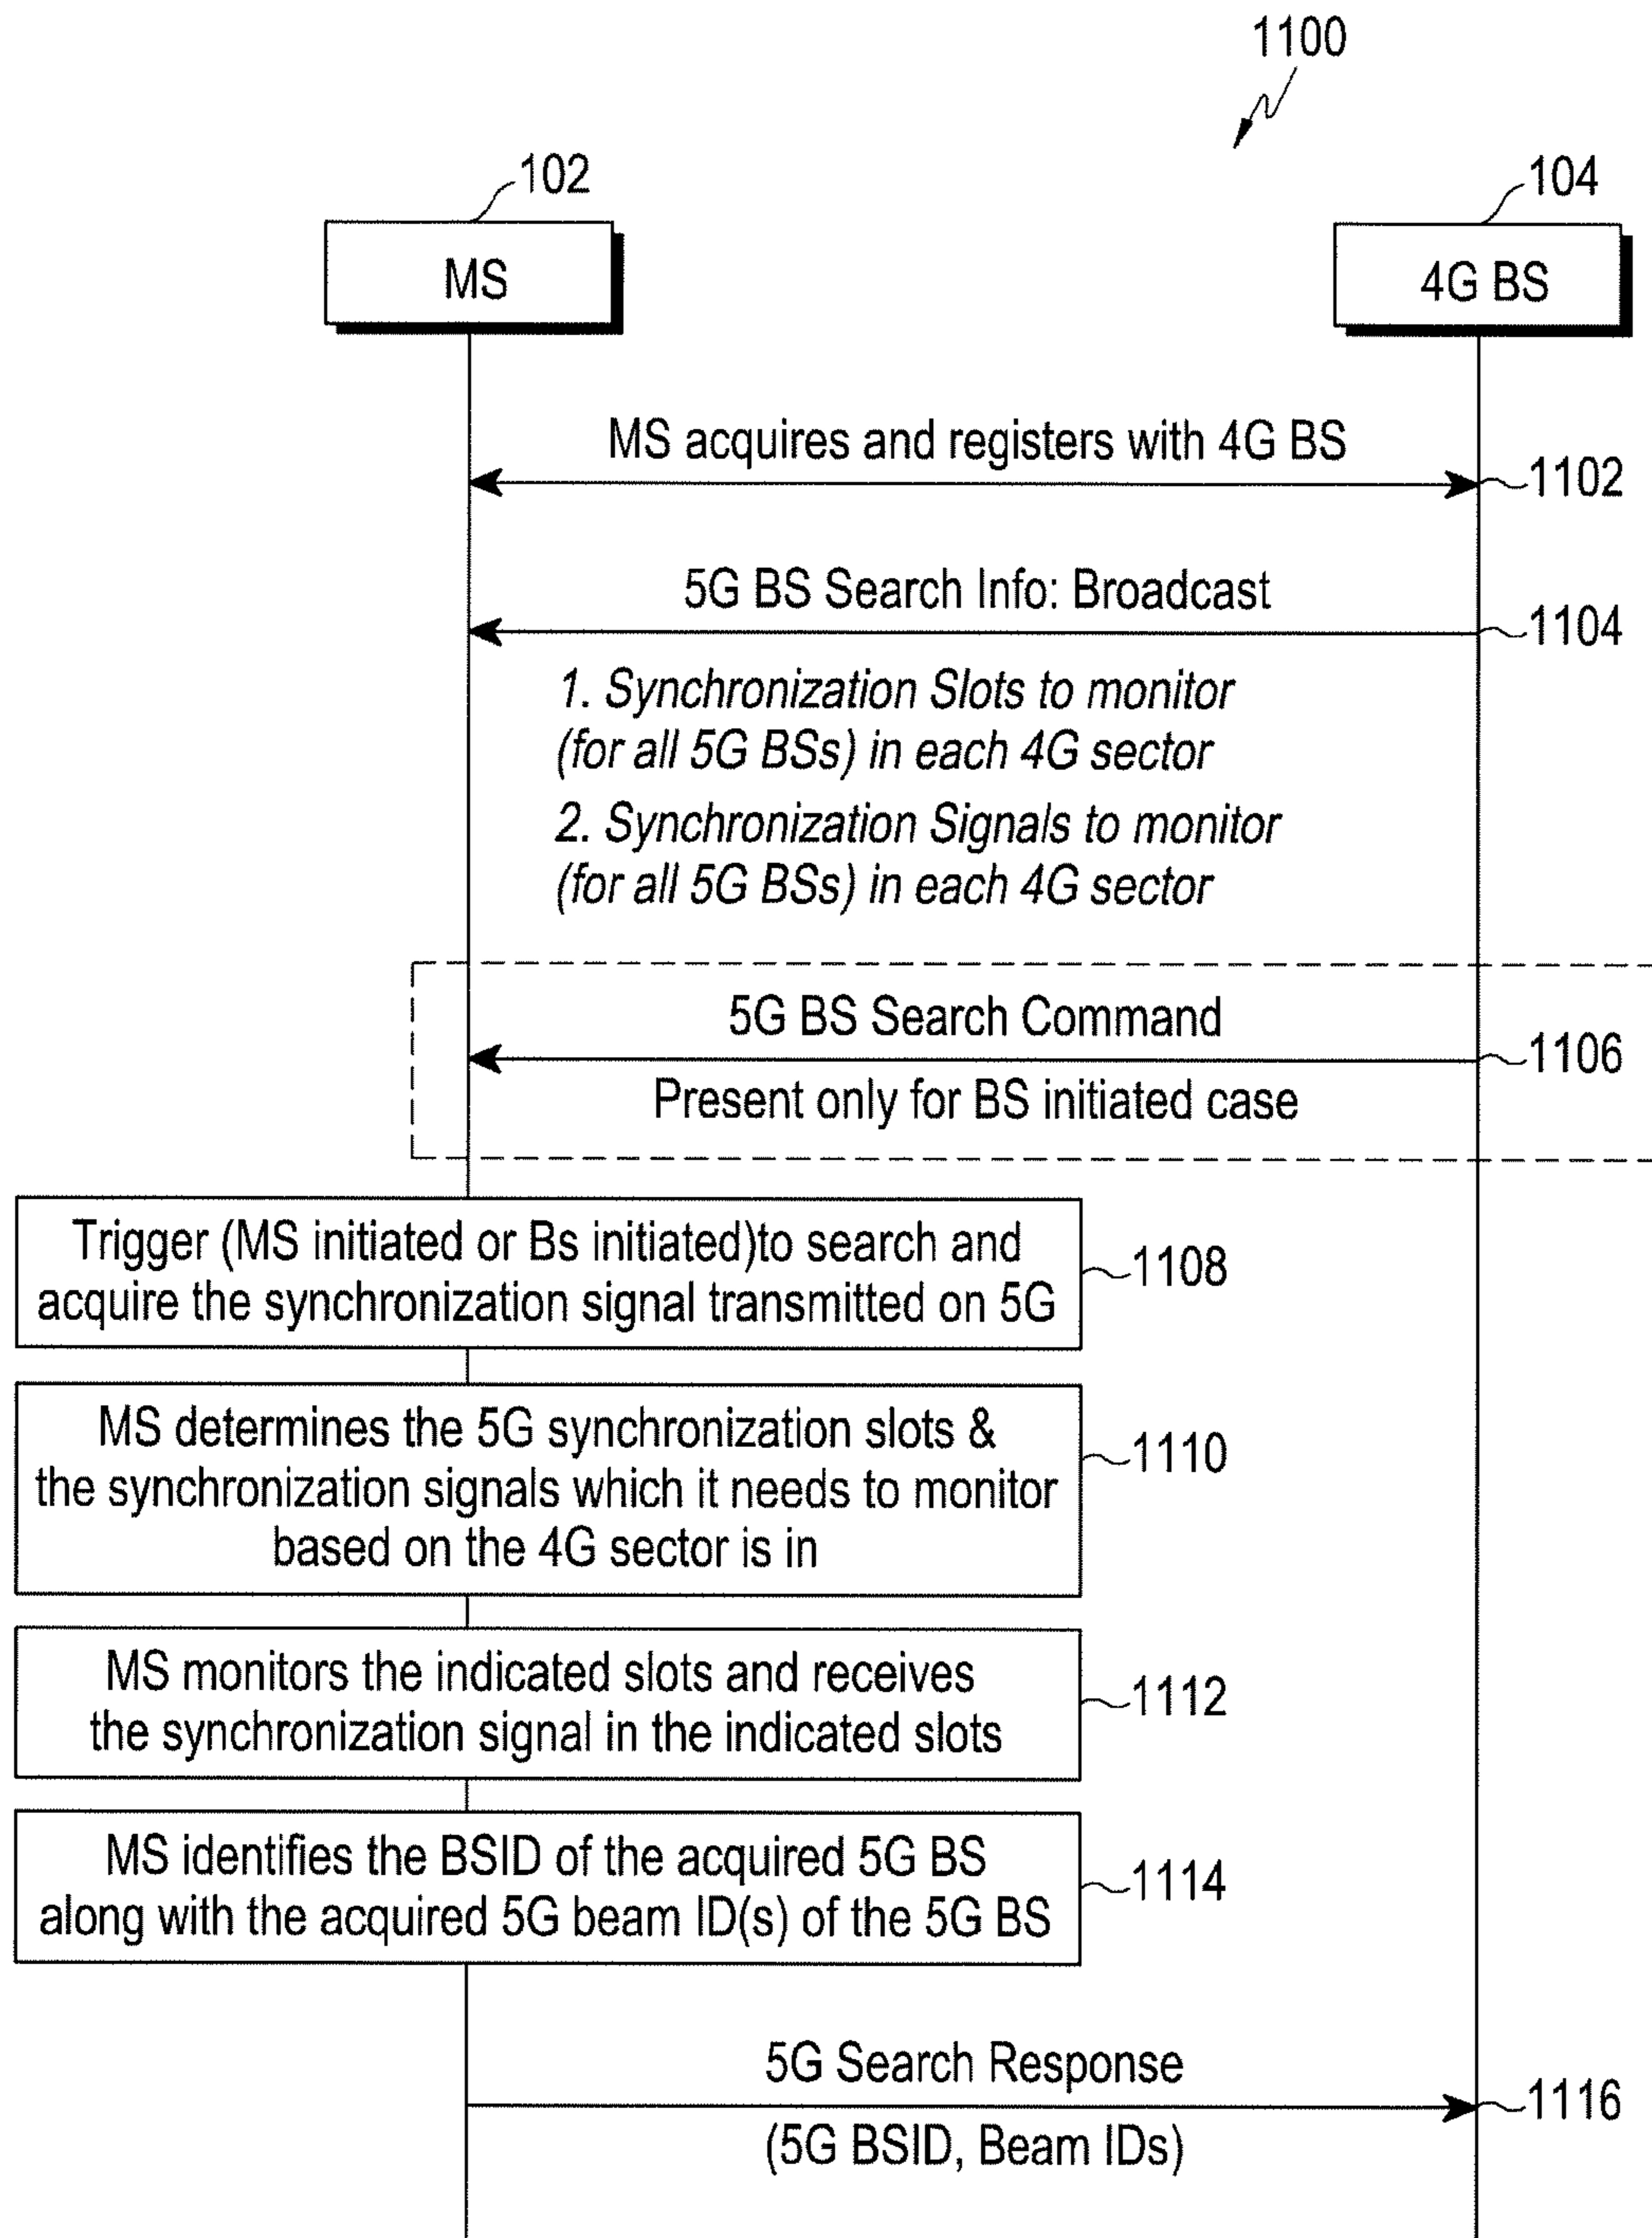 1100
102
104
MS
4G BS
MS acquires and registers with 4G BS
1102
5G BS Search Info: Broadcast
1104
1. Synchronization Slots to monitor
(for all 5G BSs) in each 4G sector
2. Synchronization Signals to monitor
(for all 5G BSs) in each 4G sector
5G BS Search Command
1106
Present only for BS initiated case
Trigger (MS initiated or Bs initiated)to search and
acquire the synchronization signal transmitted on 5G
1108
MS determines the 5G synchronization slots &
the synchronization signals which it needs to monitor
based on the 4G sector is in
1110
MS monitors the indicated slots and receives
the synchronization signal in the indicated slots
1112
MS identifies the BSID of the acquired 5G BS
along with the acquired 5G beam ID(s) of the 5G BS
1114
5G Search Response
1116
(5G BSID, Beam IDs)